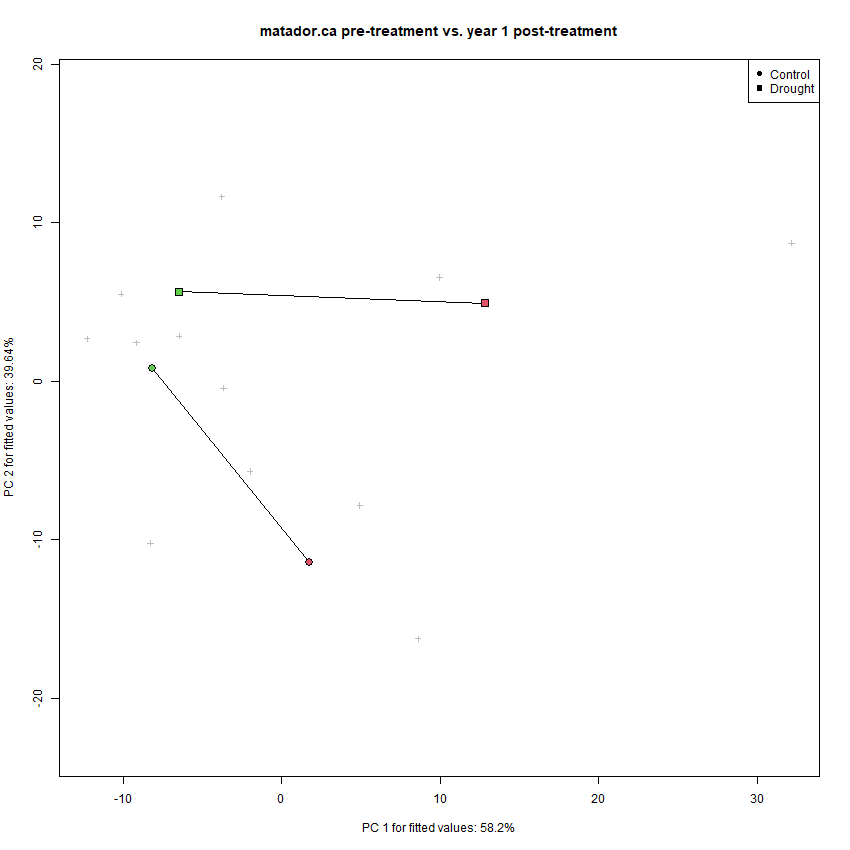 matador.ca pre-treatment vs. year 1 post-treatment
Control
Drought
20
10
0
-10
-20
PC 2 for fitted values: 39.64%
-10
0
10
20
30
PC 1 for fitted values: 58.2%